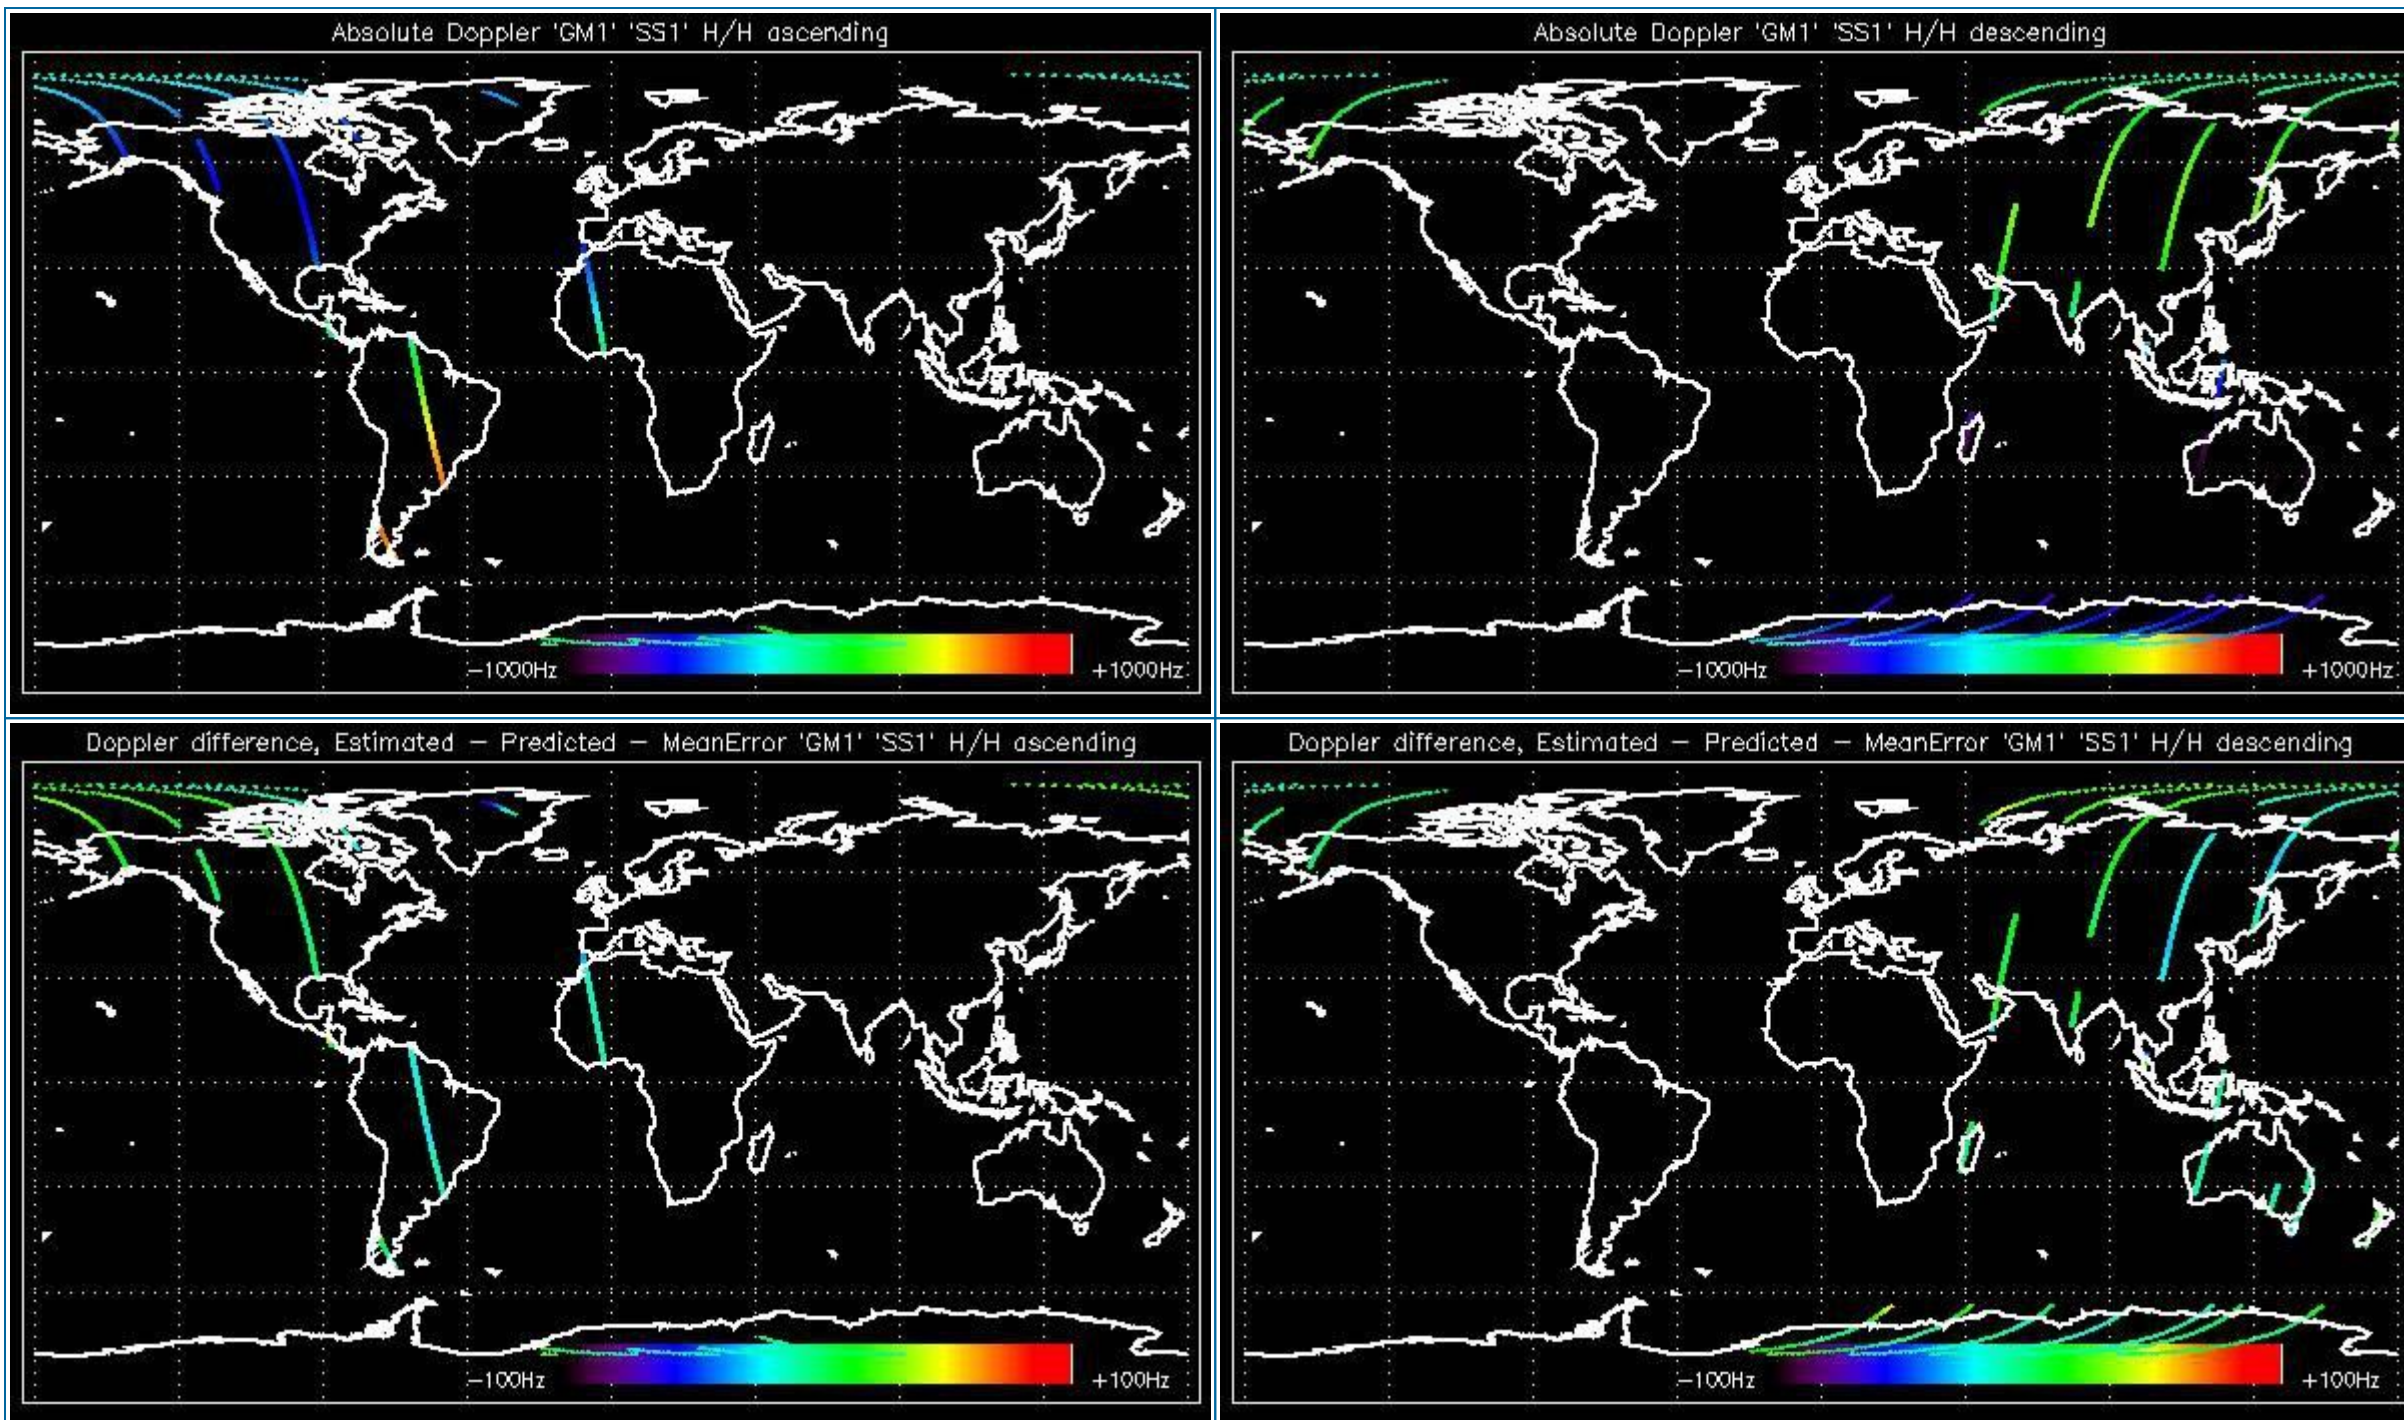 Absolute Doppler 'GM1' 'SS1' H/H ascending
−1000Hz
+1000Hz
Absolute Doppler 'GM1' 'SS1' H/H descending
−1000Hz
+1000Hz
Doppler difference, Estimated − Predicted − MeanError 'GM1' 'SS1' H/H ascending
−100Hz
+100Hz
Doppler difference, Estimated − Predicted − MeanError 'GM1' 'SS1' H/H descending
−100Hz
+100Hz